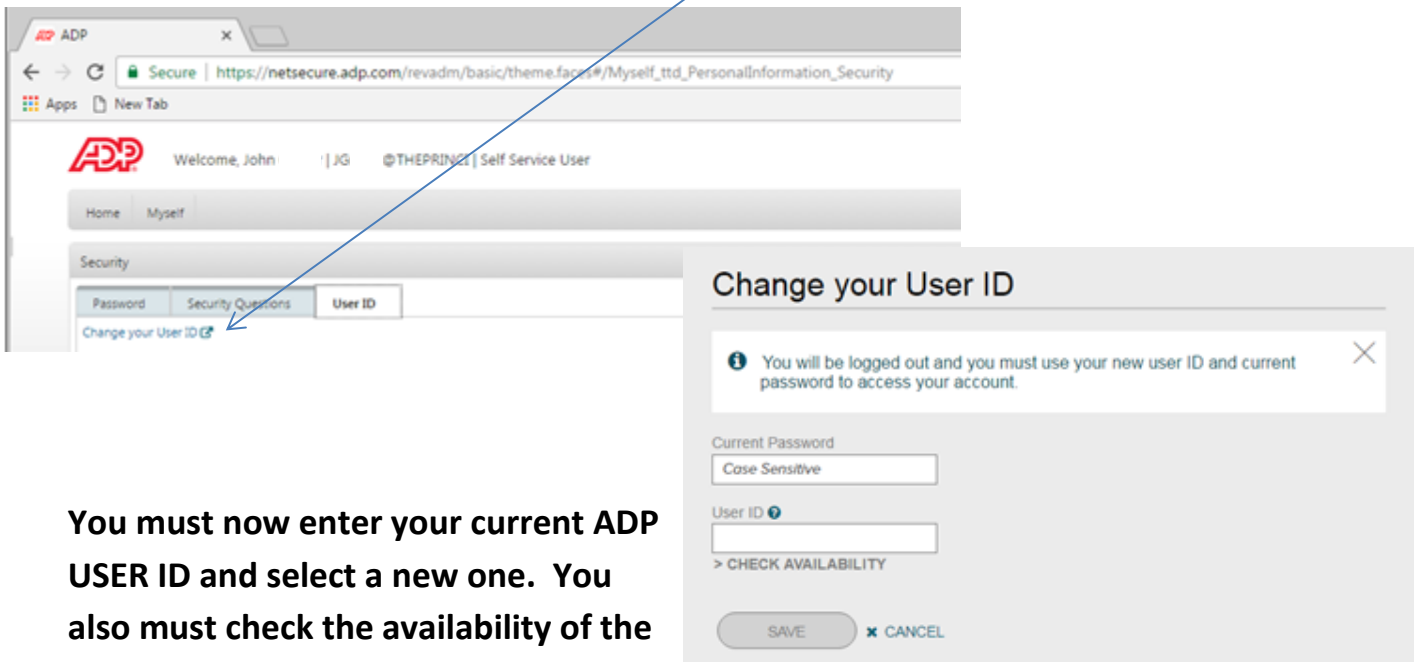 ADP
Secure | https://netsecure.adp.com/revadm/basic/theme.faces#/Myself_ttd_PersonalInformation_Security
Apps New Tab
ADP Welcome, John | JG @THEPRINCI | Self Service User
Home Myself
Security
Password Security Questions User ID
Change your User ID
Change your User ID
You will be logged out and you must use your new user ID and current
password to access your account.
Current Password
Case Sensitive
User ID
> CHECK AVAILABILITY
SAVE CANCEL
You must now enter your current ADP
USER ID and select a new one. You
also must check the availability of the